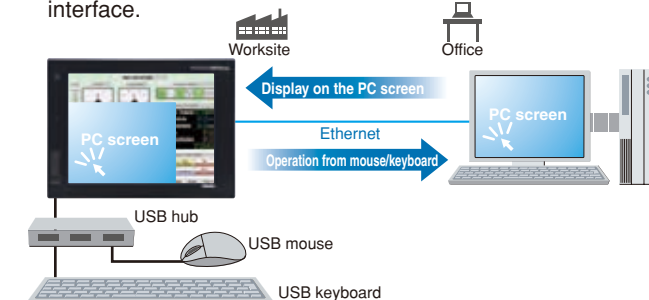 interface.
Worksite
Office
Display on the PC screen
PC screen
PC screen
Ethernet
Operation from mouse/keyboard
USB hub
USB mouse
USB keyboard